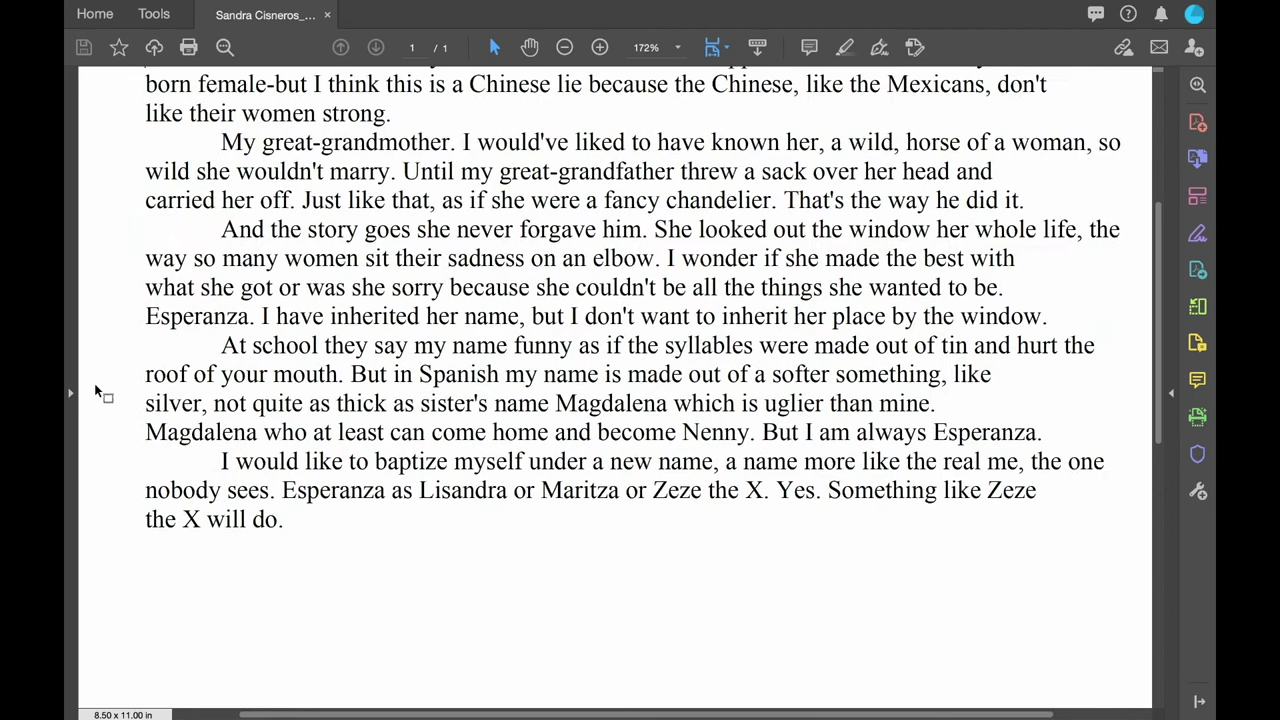 Home Tools Sandra Cisneros_... ×
1 / 1 172%
born female-but I think this is a Chinese lie because the Chinese, like the Mexicans, don't
like their women strong.
My great-grandmother. I would've liked to have known her, a wild, horse of a woman, so
wild she wouldn't marry. Until my great-grandfather threw a sack over her head and
carried her off. Just like that, as if she were a fancy chandelier. That's the way he did it.
And the story goes she never forgave him. She looked out the window her whole life, the
way so many women sit their sadness on an elbow. I wonder if she made the best with
what she got or was she sorry because she couldn't be all the things she wanted to be.
Esperanza. I have inherited her name, but I don't want to inherit her place by the window.
At school they say my name funny as if the syllables were made out of tin and hurt the
roof of your mouth. But in Spanish my name is made out of a softer something, like
silver, not quite as thick as sister's name Magdalena which is uglier than mine.
Magdalena who at least can come home and become Nenny. But I am always Esperanza.
I would like to baptize myself under a new name, a name more like the real me, the one
nobody sees. Esperanza as Lisandra or Maritza or Zeze the X. Yes. Something like Zeze
the X will do.
8.50 x 11.00 in